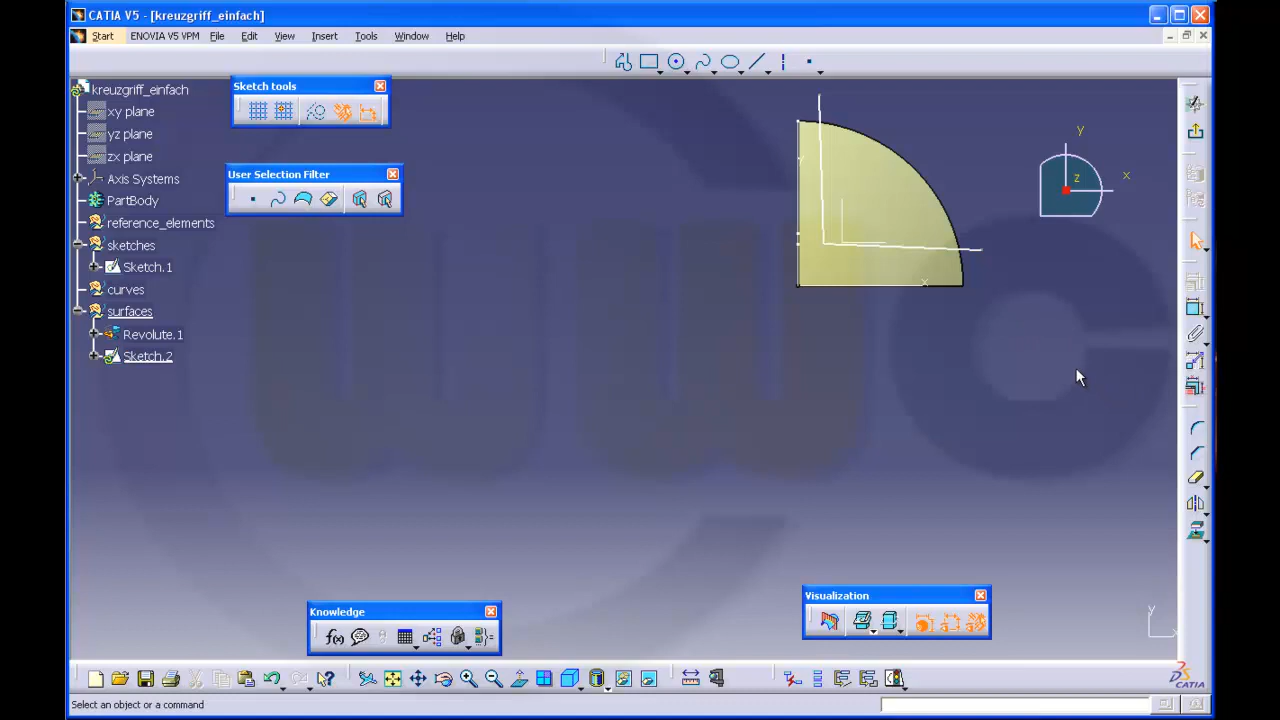 CATIA V5 - [kreuzgriff_einfach]
Start ENOVIA V5 VPM File Edit View Insert Tools Window Help
kreuzgriff_einfach
xy plane
yz plane
zx plane
Axis Systems
PartBody
reference_elements
sketches
Sketch.1
curves
surfaces
Revolute.1
Sketch.2
Sketch tools
User Selection Filter
y
x
z
y
x
wwc
Knowledge
f(x)
Visualization
y
x
CATIA
Select an object or a command